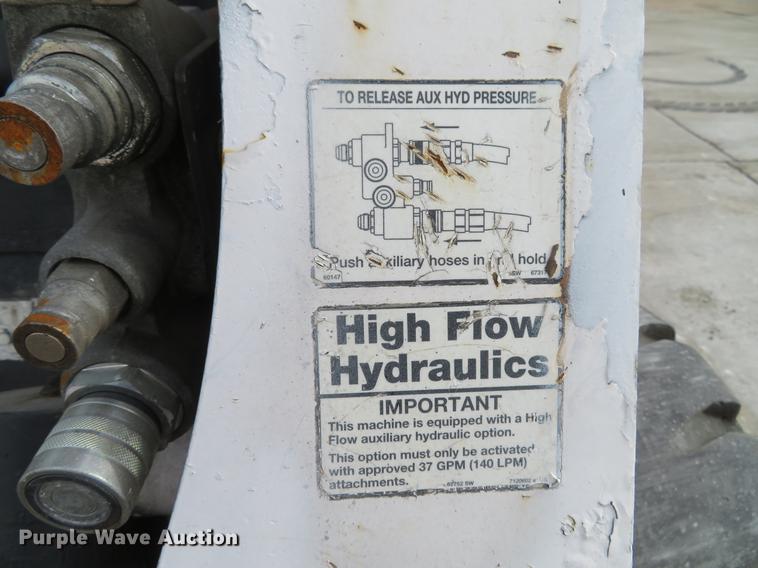 TO RELEASE AUX HYD PRESSURE
Push auxiliary hoses in and hold
High Flow
Hydraulics
IMPORTANT
This machine is equipped with a High
Flow auxiliary hydraulic option.
This option must only be activated
with approved 37 GPM (140 LPM)
attachments.
Purple Wave Auction